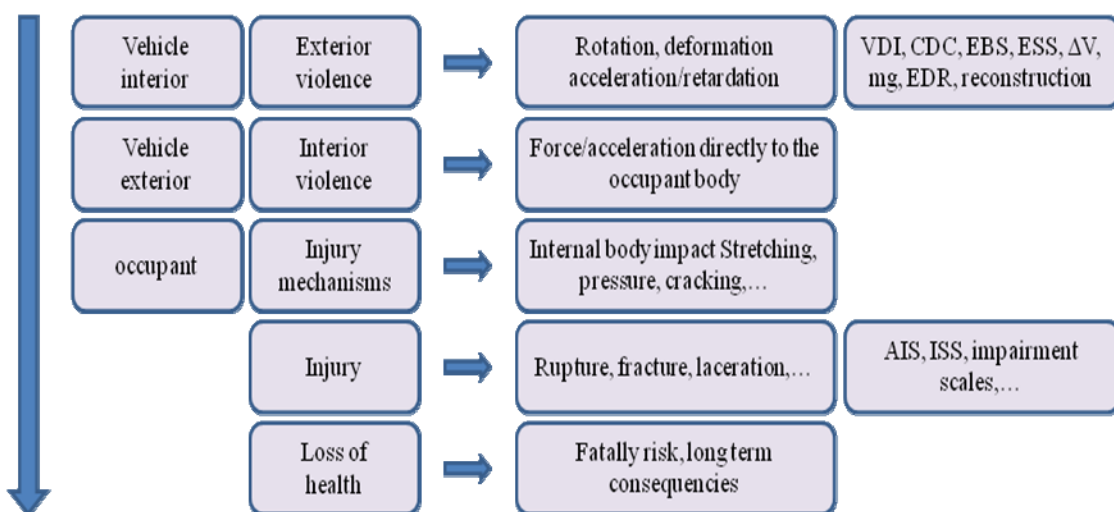 Vehicle
interior
Exterior
violence
Rotation, deformation
acceleration/retardation
VDI, CDC, EBS, ESS, ΔV,
mg, EDR, reconstruction
Vehicle
exterior
Interior
violence
Force/acceleration directly to the
occupant body
occupant
Injury
mechanisms
Internal body impact Stretching,
pressure, cracking,…
Injury
Rupture, fracture, laceration,…
AIS, ISS, impairment
scales,…
Loss of
health
Fatally risk, long term
consequencies